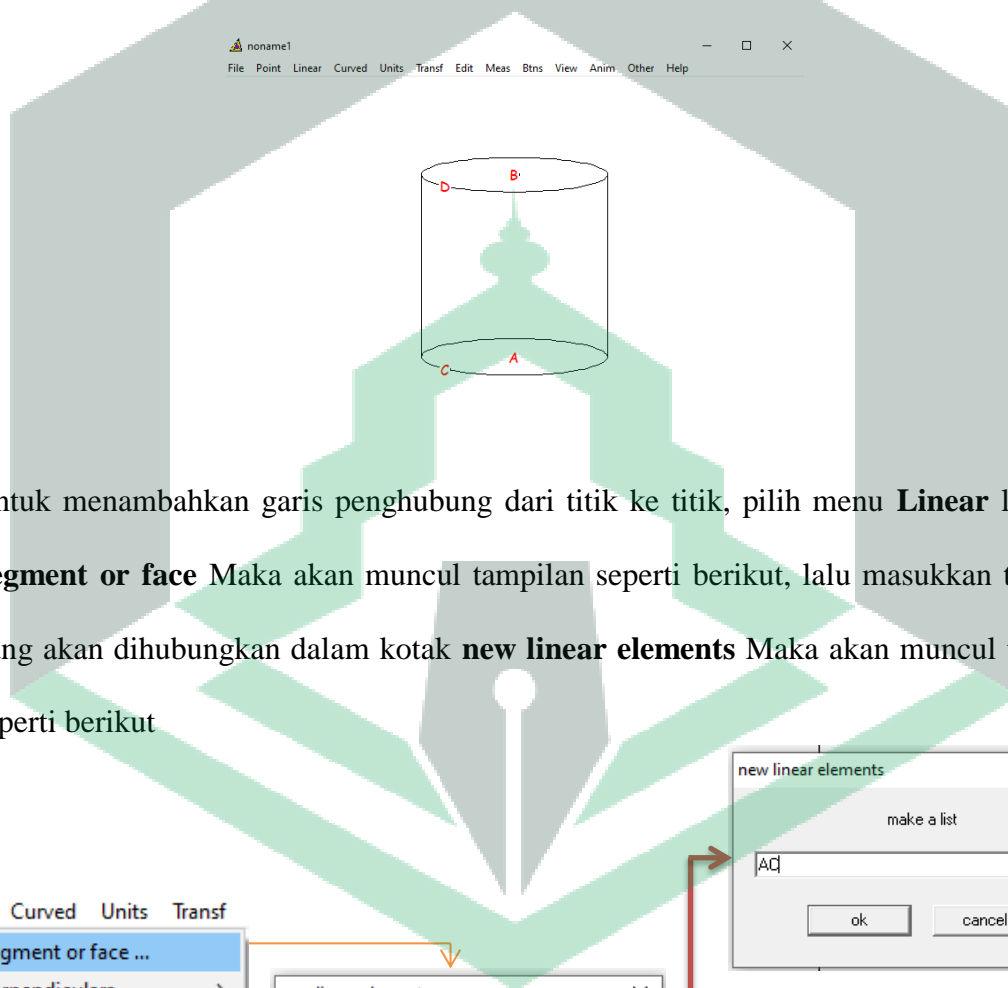 noname1
File Point Linear Curved Units Transf Edit Meas Btns View Anim Other Help
B
D
A
C
ntuk menambahkan garis penghubung dari titik ke titik, pilih menu Linear l
egment or face Maka akan muncul tampilan seperti berikut, lalu masukkan t
ang akan dihubungkan dalam kotak new linear elements Maka akan muncul
perti berikut
new linear elements
make a list
AC
ok cancel
Curved Units Transf
gment or face ...